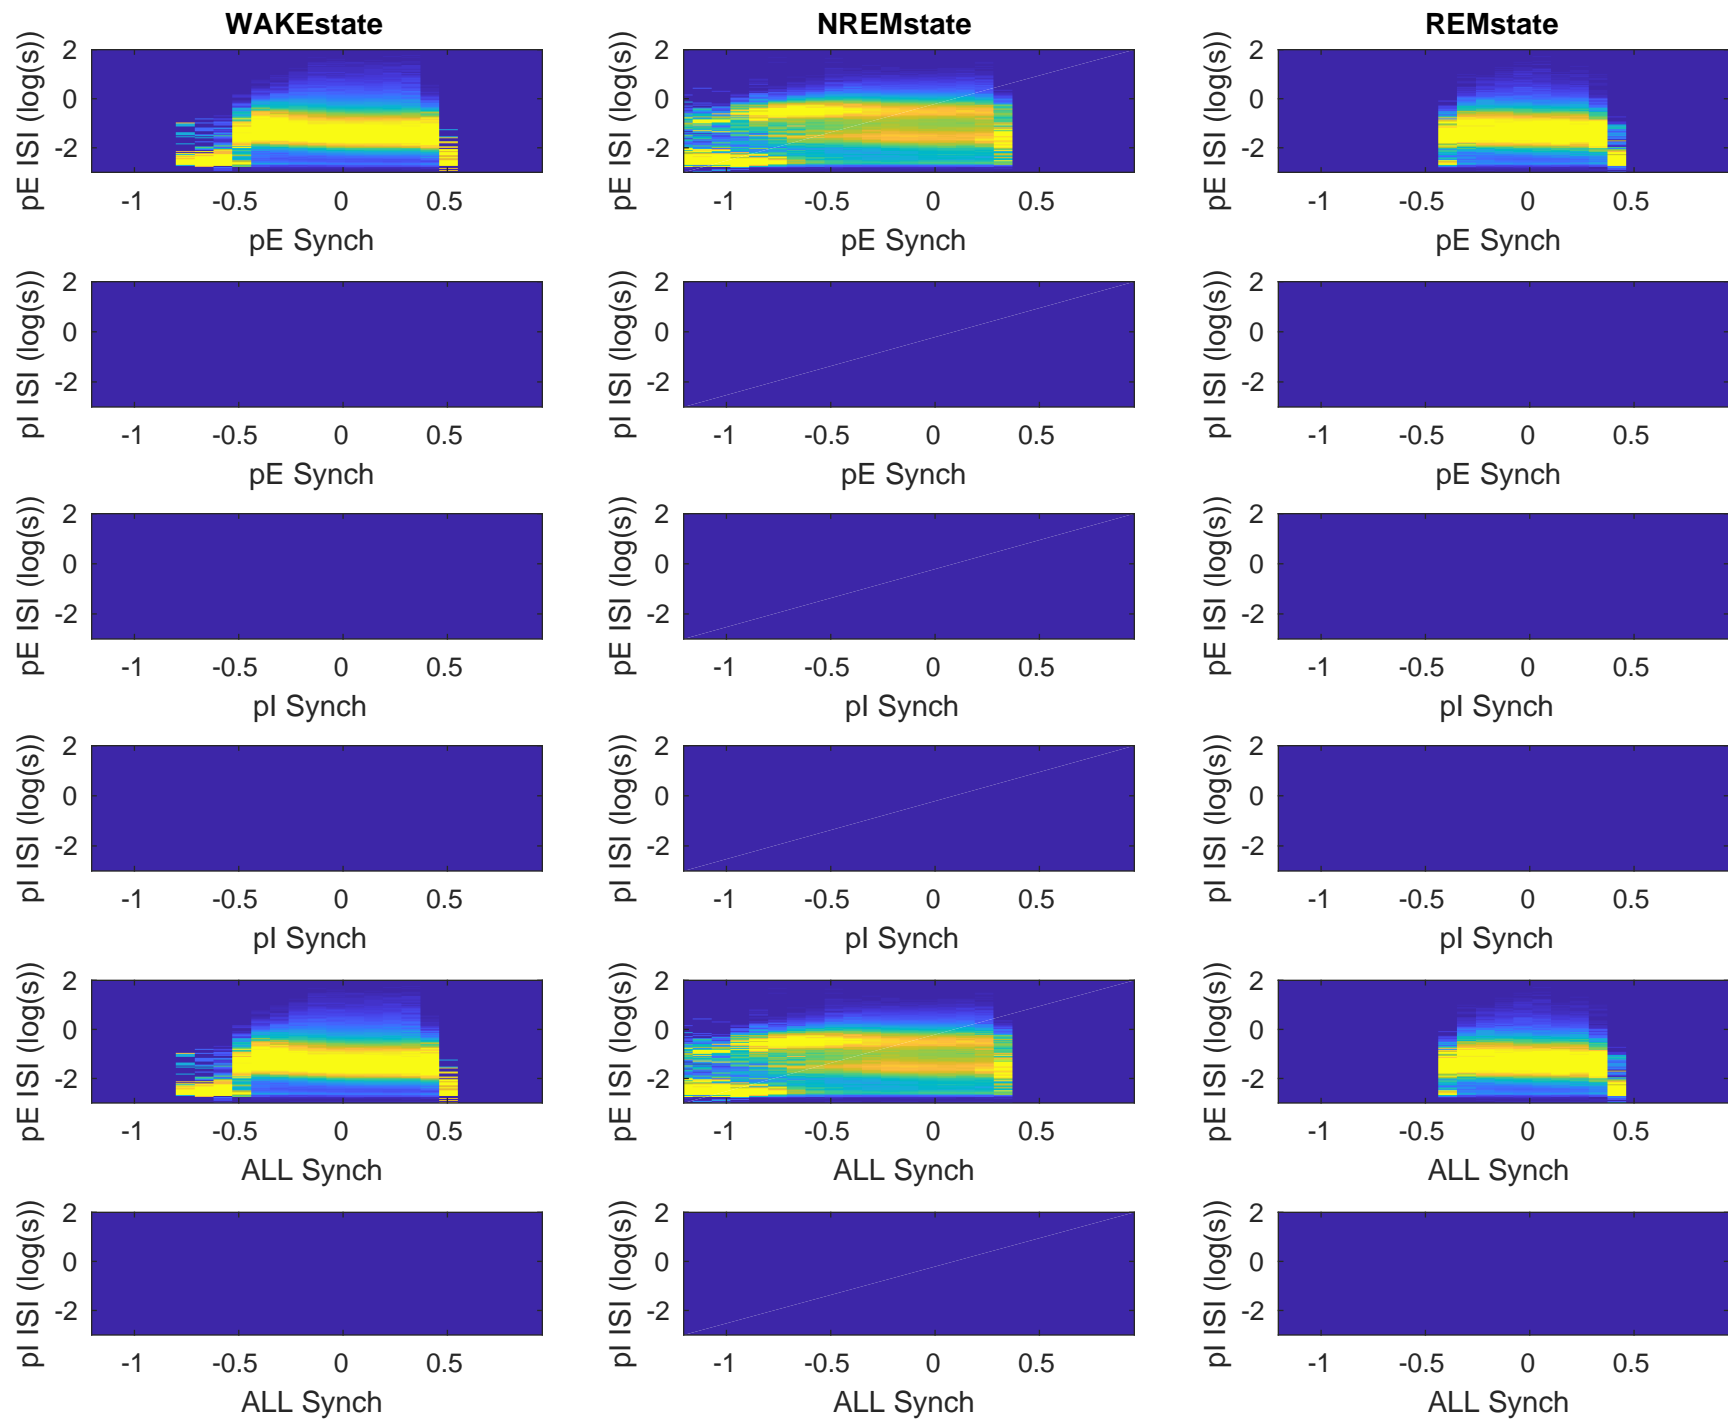 WAKEstate NREMstate REMstate
pE ISI (log(s)) 2 0 -2 pE ISI (log(s)) 2 0 -2 pE ISI (log(s)) 2 0 -2
-1 -0.5 0 0.5 -1 -0.5 0 0.5 -1 -0.5 0 0.5
pE Synch pE Synch pE Synch
pI ISI (log(s)) 2 0 -2 pI ISI (log(s)) 2 0 -2 pI ISI (log(s)) 2 0 -2
-1 -0.5 0 0.5 -1 -0.5 0 0.5 -1 -0.5 0 0.5
pE Synch pE Synch pE Synch
pE ISI (log(s)) 2 0 -2 pE ISI (log(s)) 2 0 -2 pE ISI (log(s)) 2 0 -2
-1 -0.5 0 0.5 -1 -0.5 0 0.5 -1 -0.5 0 0.5
pI Synch pI Synch pI Synch
pI ISI (log(s)) 2 0 -2 pI ISI (log(s)) 2 0 -2 pI ISI (log(s)) 2 0 -2
-1 -0.5 0 0.5 -1 -0.5 0 0.5 -1 -0.5 0 0.5
pI Synch pI Synch pI Synch
pE ISI (log(s)) 2 0 -2 pE ISI (log(s)) 2 0 -2 pE ISI (log(s)) 2 0 -2
-1 -0.5 0 0.5 -1 -0.5 0 0.5 -1 -0.5 0 0.5
ALL Synch ALL Synch ALL Synch
pI ISI (log(s)) 2 0 -2 pI ISI (log(s)) 2 0 -2 pI ISI (log(s)) 2 0 -2
-1 -0.5 0 0.5 -1 -0.5 0 0.5 -1 -0.5 0 0.5
ALL Synch ALL Synch ALL Synch